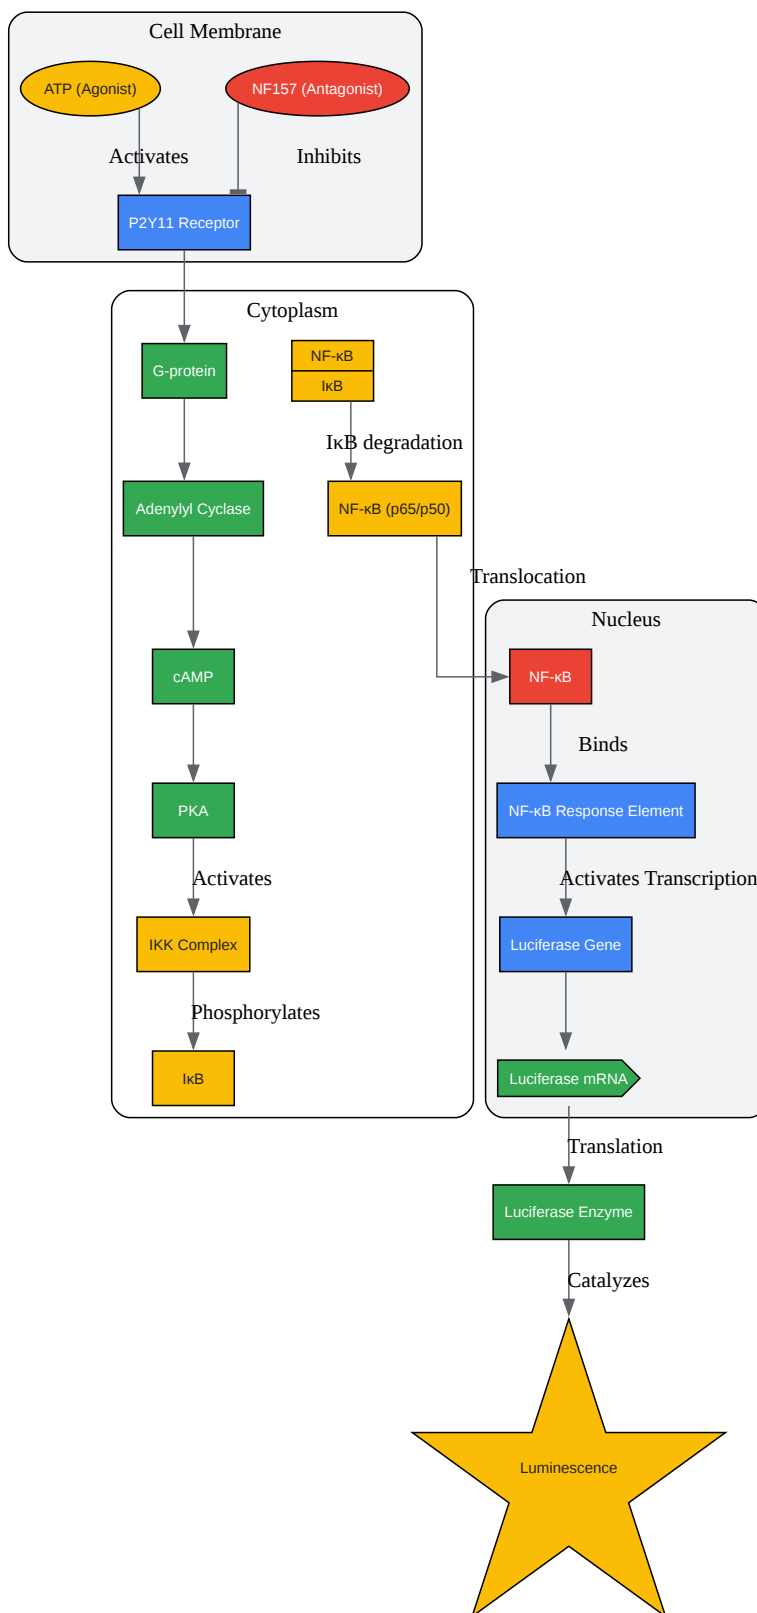 Cell Membrane
ATP (Agonist)
NF157 (Antagonist)
Activates
Inhibits
P2Y11 Receptor
Cytoplasm
G-protein
NF-κB
IκB
IκB degradation
Adenylyl Cyclase
NF-κB (p65/p50)
Translocation
Nucleus
cAMP
NF-κB
Binds
PKA
NF-κB Response Element
Activates
Activates Transcription
IKK Complex
Luciferase Gene
Phosphorylates
IκB
Luciferase mRNA
Translation
Luciferase Enzyme
Catalyzes
Luminescence